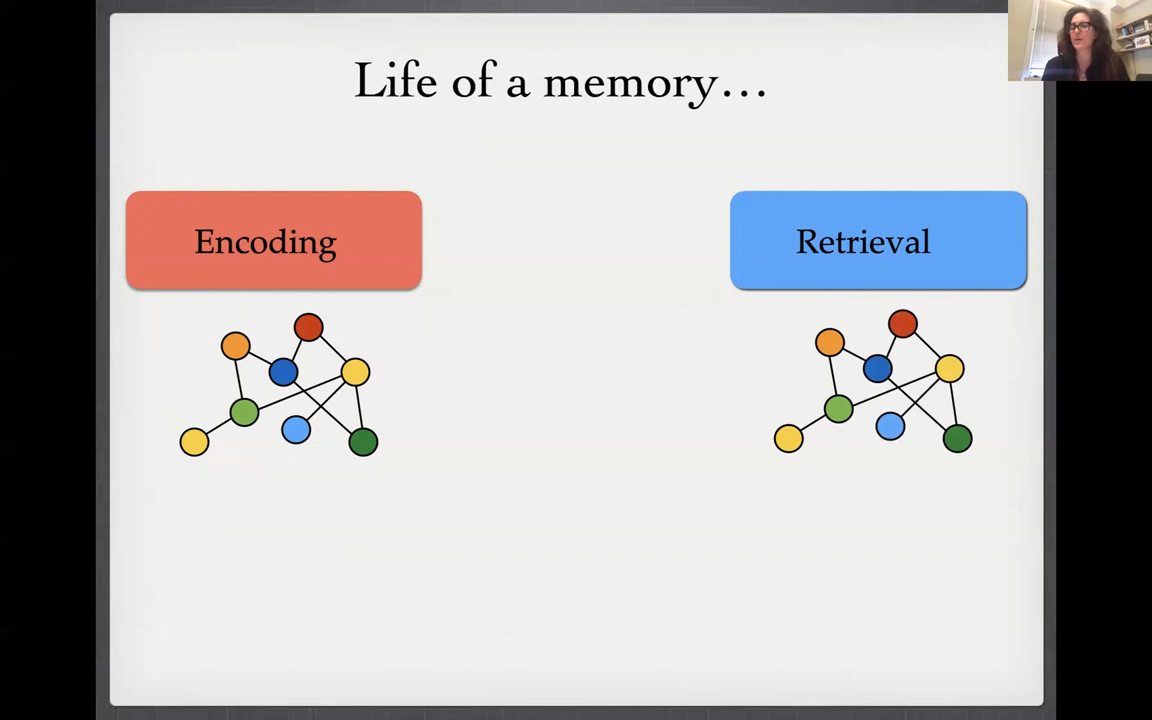 Life of a memory…
Encoding
Retrieval